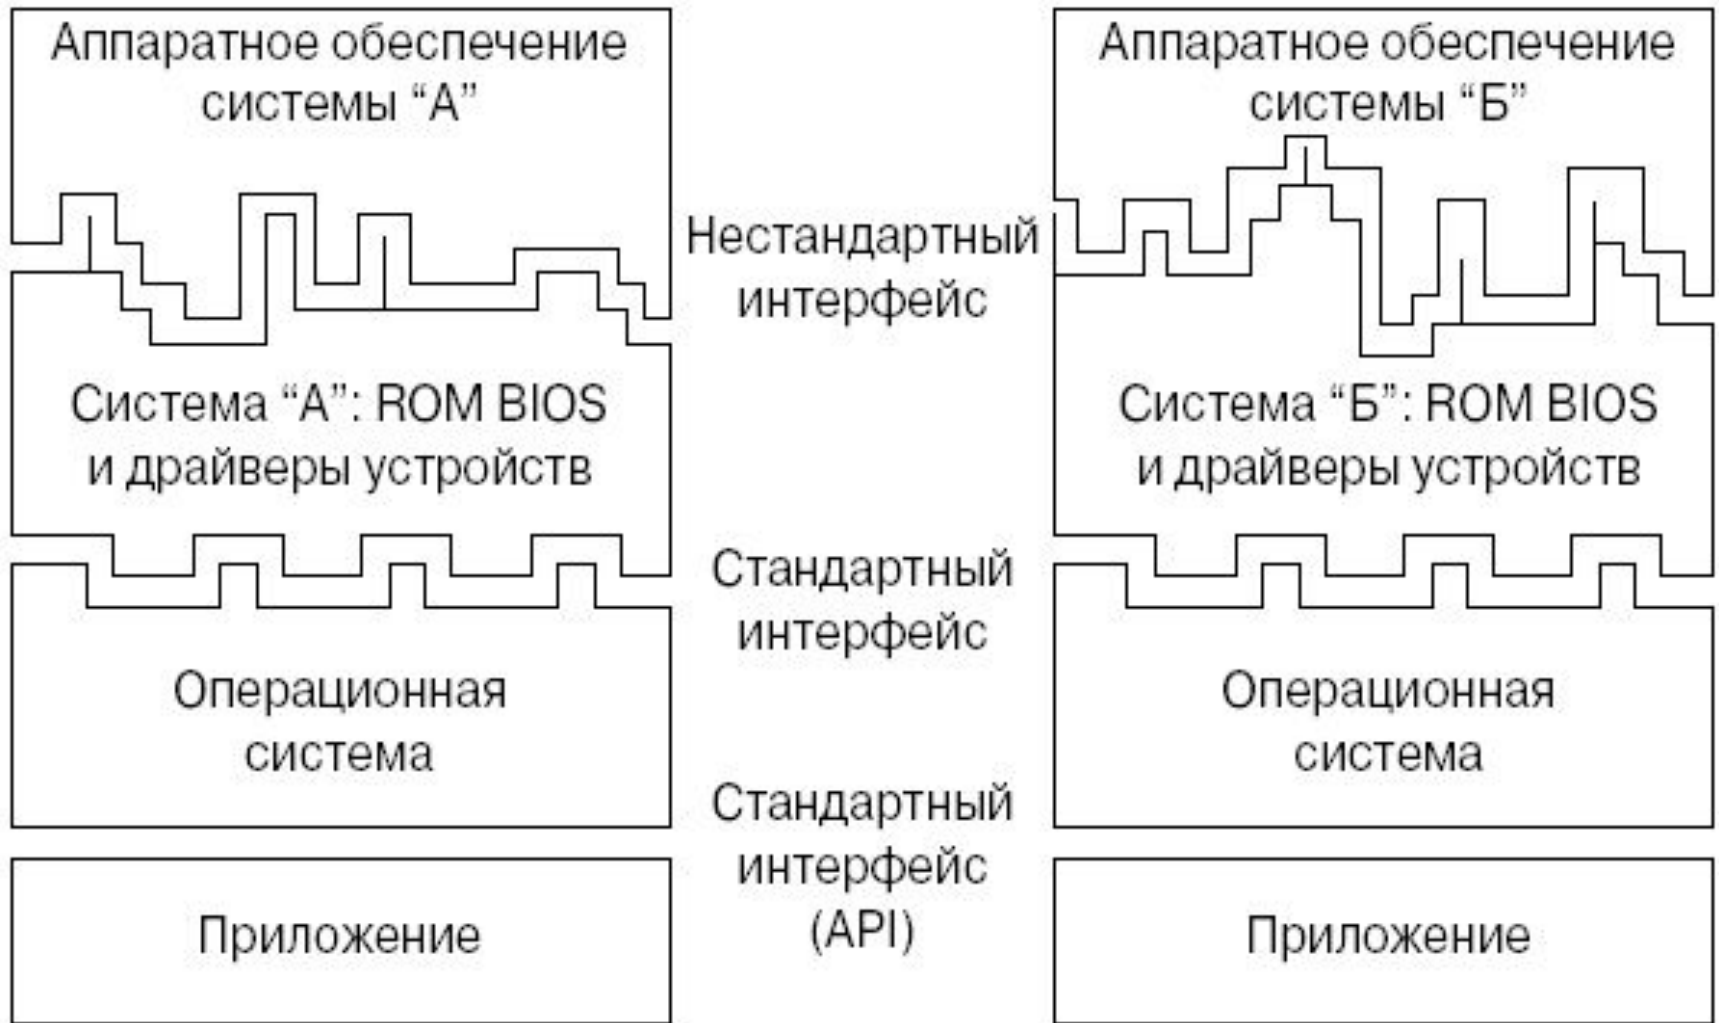 Аппаратное обеспечение
системы “А”
Аппаратное обеспечение
системы “Б”
Нестандартный
интерфейс
Система “А”: ROM BIOS
и драйверы устройств
Система “Б”: ROM BIOS
и драйверы устройств
Стандартный
интерфейс
Операционная
система
Операционная
система
Стандартный
интерфейс
(API)
Приложение
Приложение